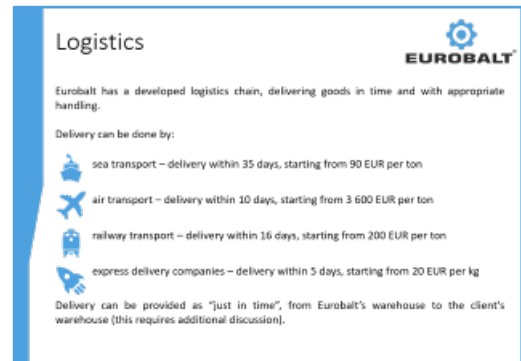 Logistics
EUROBALT
Eurobalt has a developed logistics chain, delivering goods in time and with appropriate
handling.
Delivery can be done by:
sea transport – delivery within 35 days, starting from 90 EUR per ton
air transport – delivery within 10 days, starting from 3 600 EUR per ton
railway transport – delivery within 16 days, starting from 200 EUR per ton
express delivery companies – delivery within 5 days, starting from 20 EUR per kg
Delivery can be provided as "just in time", from Eurobalt's warehouse to the client's
warehouse (this requires additional discussion).